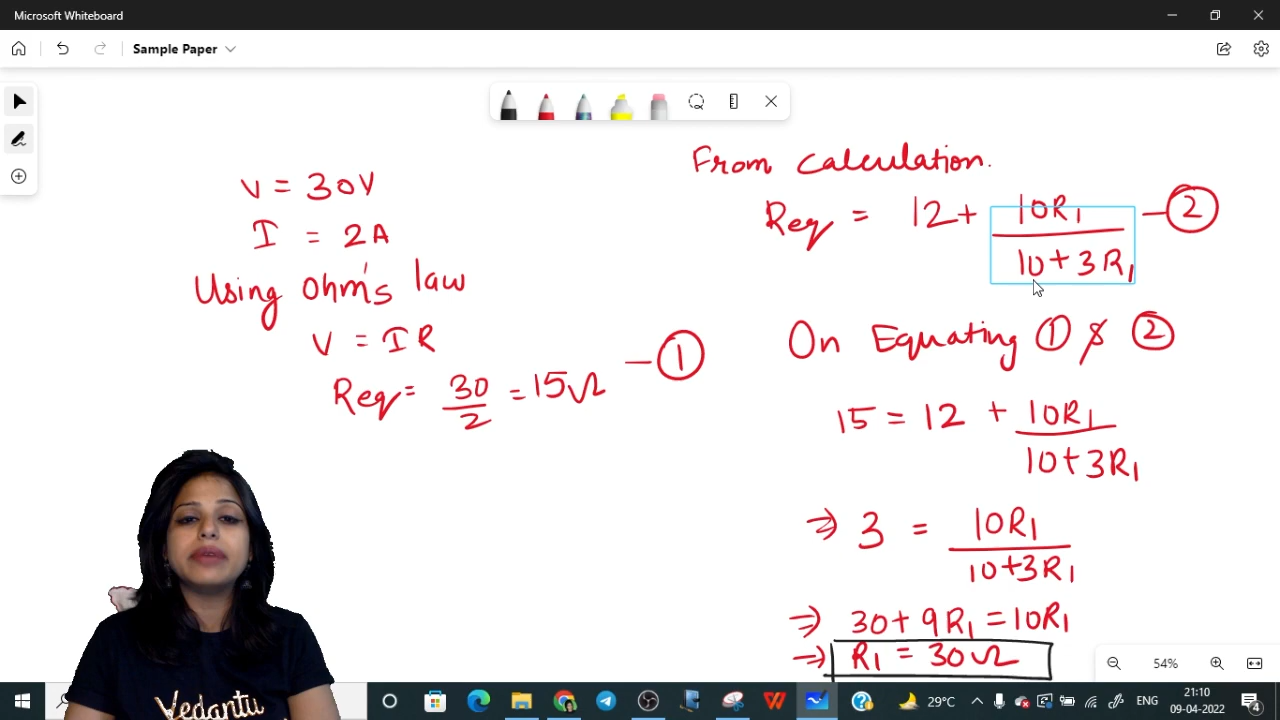 Microsoft Whiteboard
Sample Paper
V = 30V
I = 2A
Using Ohm's law
V = IR
Req = 30/2 = 15Ω — ①
From calculation.
Req = 12 + 10R₁/10+3R₁ — ②
On Equating ① & ②
15 = 12 + 10R₁/10+3R₁
⇒ 3 = 10R₁/10+3R₁
⇒ 30 + 9R₁ = 10R₁
⇒ R₁ = 30Ω
Vedantu
54%
29°C
ENG
21:10
09-04-2022
4